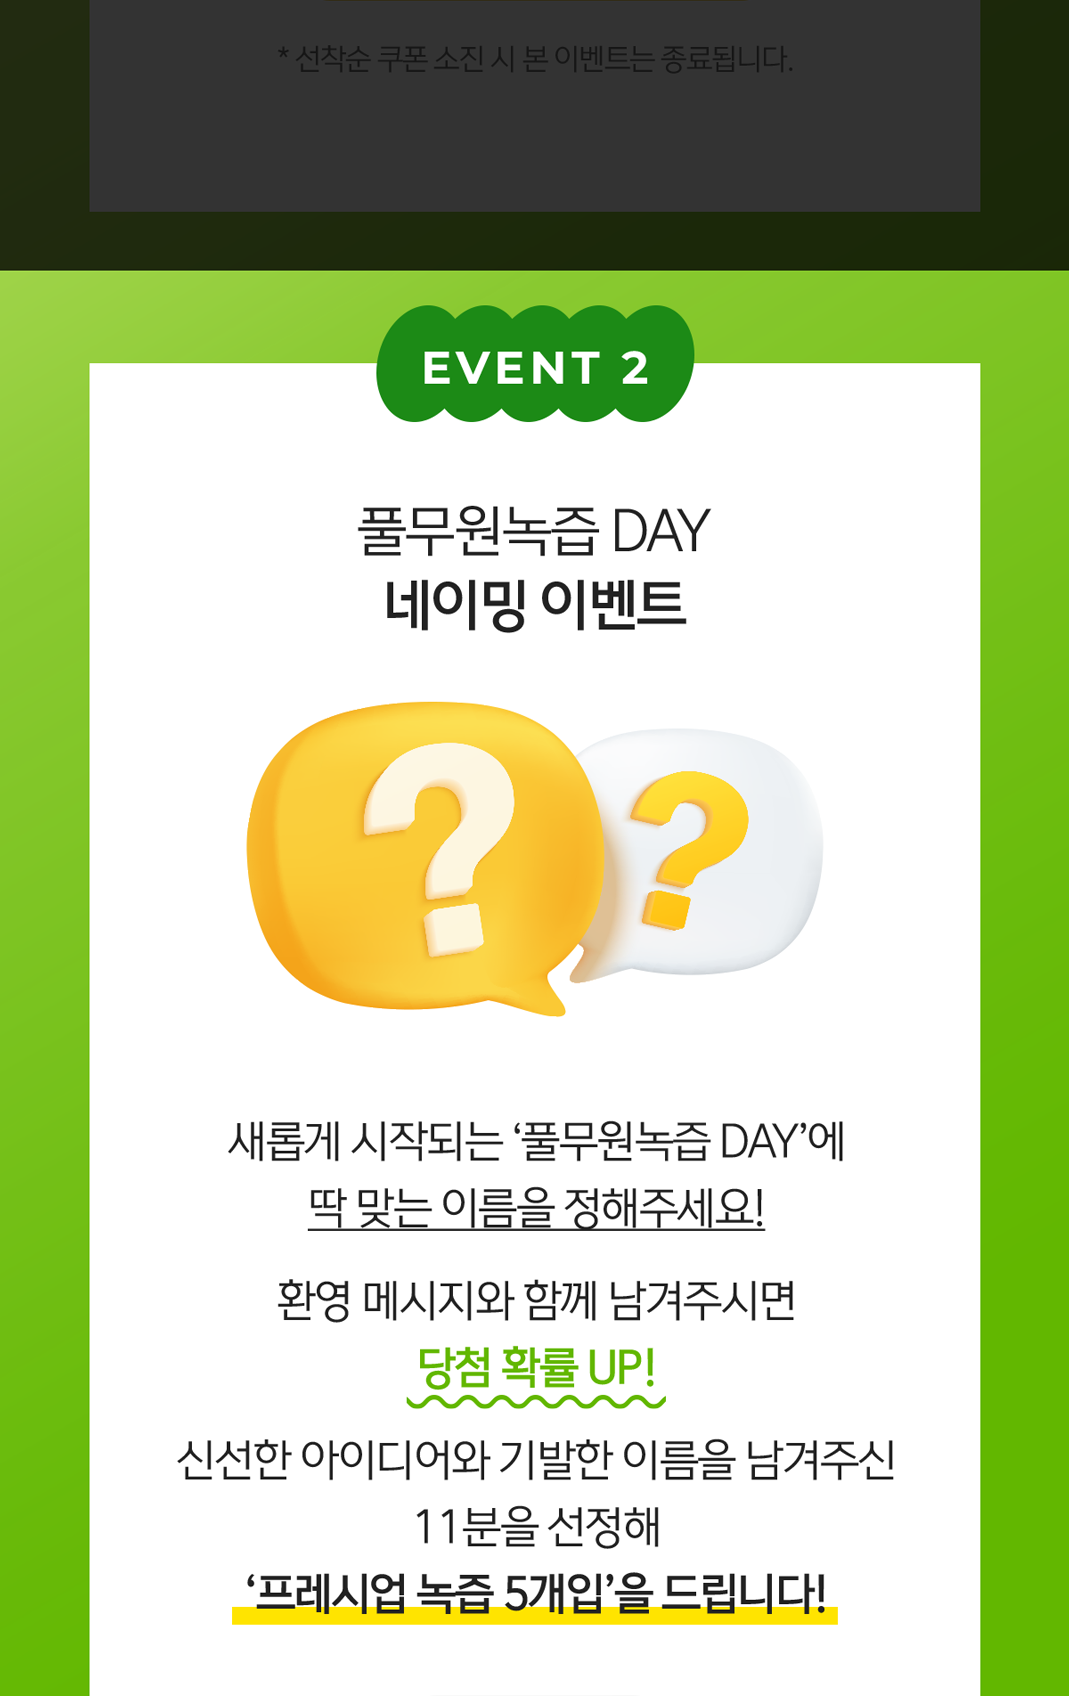 * 선착순 쿠폰 소진 시 본 이벤트는 종료됩니다.
EVENT 2
풀무원녹즙 DAY
네이밍 이벤트
새롭게 시작되는 ‘풀무원녹즙 DAY’에
딱 맞는 이름을 정해주세요!
환영 메시지와 함께 남겨주시면
당첨 확률 UP!
신선한 아이디어와 기발한 이름을 남겨주신
11분을 선정해
‘프레시업 녹즙 5개입’을 드립니다!